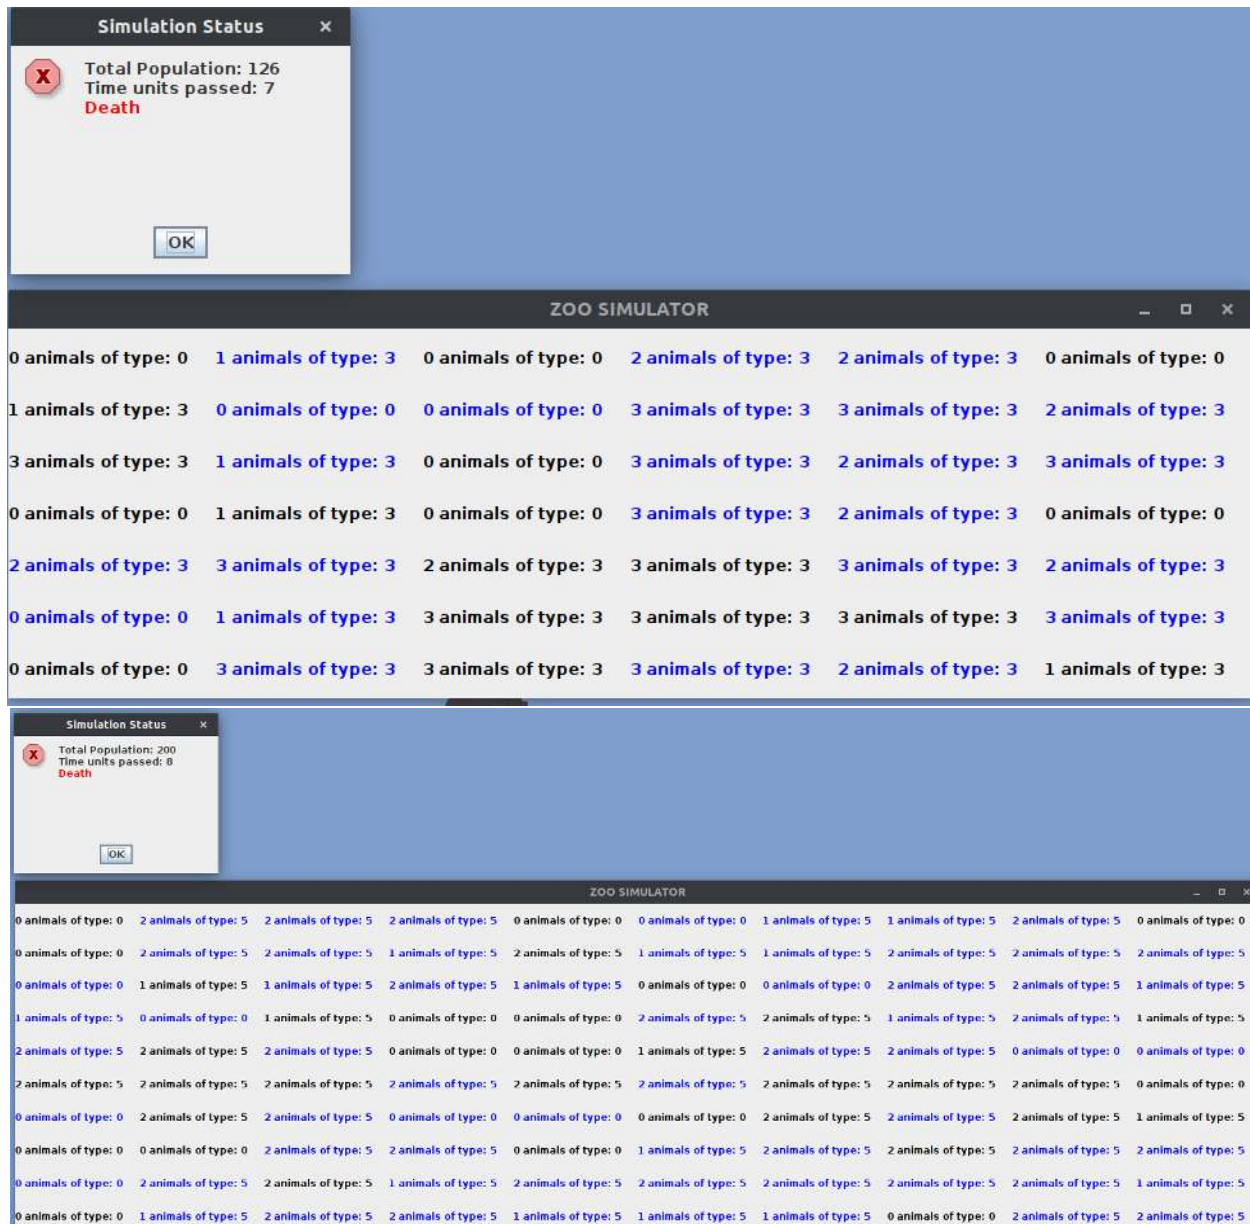 Simulation Status ×
X
Total Population: 126
Time units passed: 7
Death
OK
ZOO SIMULATOR
0 animals of type: 0 1 animals of type: 3 0 animals of type: 0 2 animals of type: 3 2 animals of type: 3 0 animals of type: 0
1 animals of type: 3 0 animals of type: 0 0 animals of type: 0 3 animals of type: 3 3 animals of type: 3 2 animals of type: 3
3 animals of type: 3 1 animals of type: 3 0 animals of type: 0 3 animals of type: 3 2 animals of type: 3 3 animals of type: 3
0 animals of type: 0 1 animals of type: 3 0 animals of type: 0 3 animals of type: 3 2 animals of type: 3 0 animals of type: 0
2 animals of type: 3 3 animals of type: 3 2 animals of type: 3 3 animals of type: 3 3 animals of type: 3 2 animals of type: 3
0 animals of type: 0 1 animals of type: 3 3 animals of type: 3 3 animals of type: 3 3 animals of type: 3 3 animals of type: 3
0 animals of type: 0 3 animals of type: 3 3 animals of type: 3 3 animals of type: 3 2 animals of type: 3 1 animals of type: 3
Simulation Status ×
X
Total Population: 200
Time units passed: 8
Death
OK
ZOO SIMULATOR
0 animals of type: 0 2 animals of type: 5 2 animals of type: 5 2 animals of type: 5 0 animals of type: 0 0 animals of type: 0 1 animals of type: 5 1 animals of type: 5 2 animals of type: 5 0 animals of type: 0
0 animals of type: 0 2 animals of type: 5 2 animals of type: 5 1 animals of type: 5 2 animals of type: 5 1 animals of type: 5 1 animals of type: 5 2 animals of type: 5 2 animals of type: 5 2 animals of type: 5
0 animals of type: 0 1 animals of type: 5 1 animals of type: 5 2 animals of type: 5 1 animals of type: 5 0 animals of type: 0 0 animals of type: 0 2 animals of type: 5 2 animals of type: 5 1 animals of type: 5
1 animals of type: 5 0 animals of type: 0 1 animals of type: 5 0 animals of type: 0 0 animals of type: 0 2 animals of type: 5 2 animals of type: 5 1 animals of type: 5 2 animals of type: 5 1 animals of type: 5
2 animals of type: 5 2 animals of type: 5 2 animals of type: 5 0 animals of type: 0 0 animals of type: 0 1 animals of type: 5 2 animals of type: 5 2 animals of type: 5 0 animals of type: 0 0 animals of type: 0
2 animals of type: 5 2 animals of type: 5 2 animals of type: 5 2 animals of type: 5 2 animals of type: 5 2 animals of type: 5 2 animals of type: 5 2 animals of type: 5 2 animals of type: 5 0 animals of type: 0
0 animals of type: 0 2 animals of type: 5 2 animals of type: 5 0 animals of type: 0 0 animals of type: 0 0 animals of type: 0 2 animals of type: 5 2 animals of type: 5 2 animals of type: 5 1 animals of type: 5
0 animals of type: 0 0 animals of type: 0 2 animals of type: 5 2 animals of type: 5 0 animals of type: 0 1 animals of type: 5 2 animals of type: 5 2 animals of type: 5 2 animals of type: 5 2 animals of type: 5
0 animals of type: 0 2 animals of type: 5 2 animals of type: 5 1 animals of type: 5 2 animals of type: 5 2 animals of type: 5 2 animals of type: 5 2 animals of type: 5 2 animals of type: 5 1 animals of type: 5
0 animals of type: 0 1 animals of type: 5 2 animals of type: 5 2 animals of type: 5 1 animals of type: 5 1 animals of type: 5 1 animals of type: 5 0 animals of type: 0 2 animals of type: 5 2 animals of type: 5